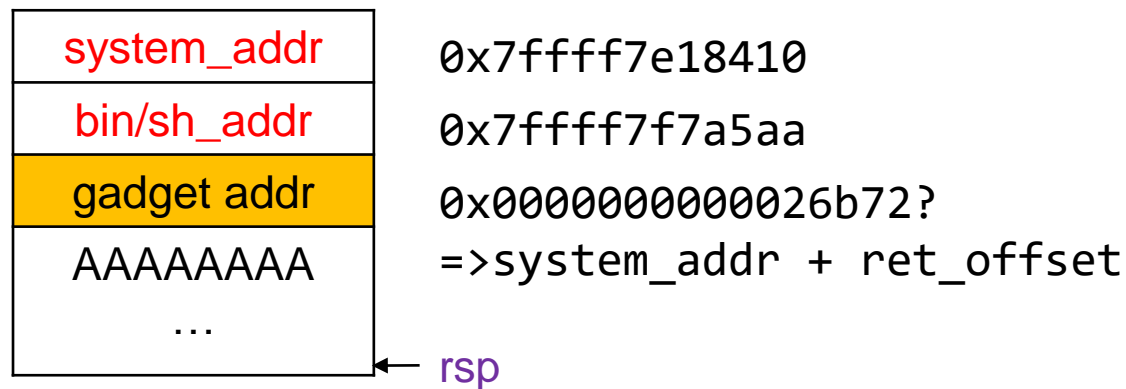 system_addr 0x7ffff7e18410
bin/sh_addr 0x7ffff7f7a5aa
gadget addr 0x0000000000026b72?
AAAAAAAA =>system_addr + ret_offset
…
rsp